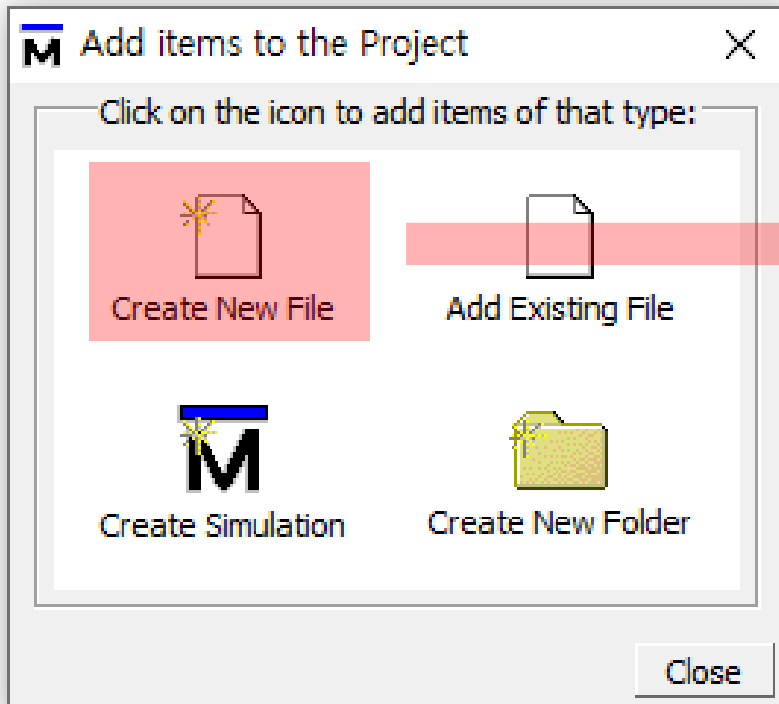 Add items to the Project
Click on the icon to add items of that type:
Create New File
Add Existing File
Create Simulation
Create New Folder
Close